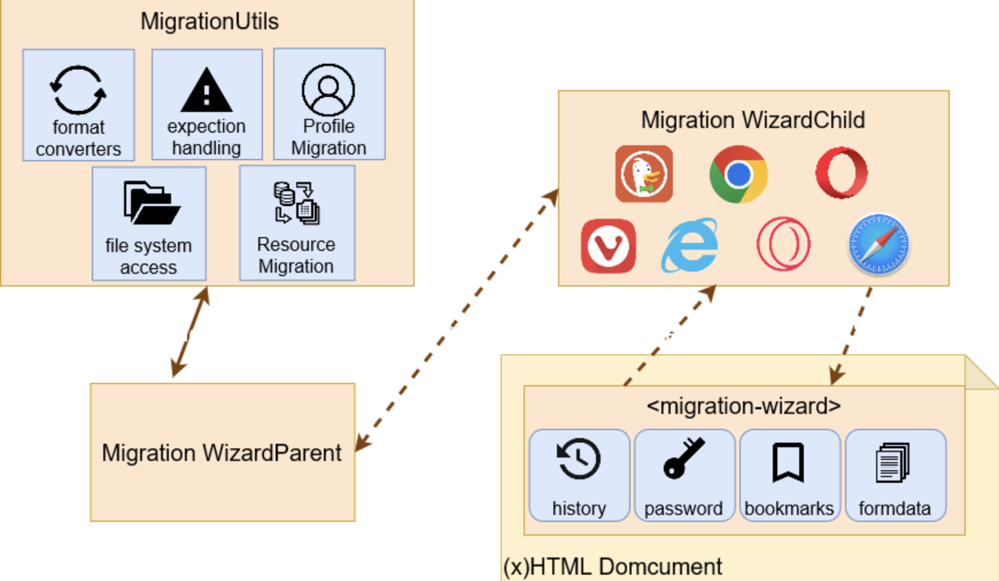 MigrationUtils
format
converters
expection
handling
Profile
Migration
file system
access
Resource
Migration
Migration WizardChild
Migration WizardParent
<migration-wizard>
history
password
bookmarks
formdata
(x)HTML Domcument